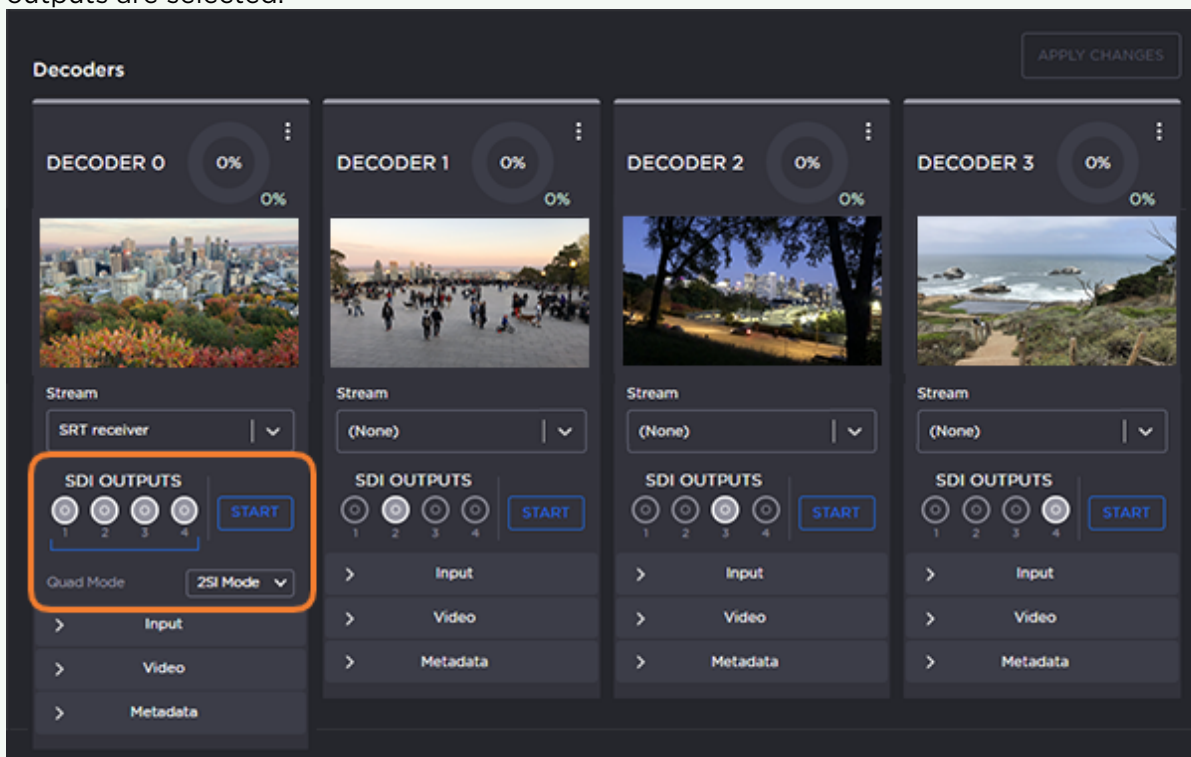 outputs are selected.
APPLY CHANGES
Decoders
DECODER 0 0%
0%
Stream
SRT receiver
SDI OUTPUTS
START
1 2 3 4
Quad Mode 2SI Mode
Input
Video
Metadata
DECODER 1 0%
0%
Stream
(None)
SDI OUTPUTS
START
1 2 3 4
Input
Video
Metadata
DECODER 2 0%
0%
Stream
(None)
SDI OUTPUTS
START
1 2 3 4
Input
Video
Metadata
DECODER 3 0%
0%
Stream
(None)
SDI OUTPUTS
START
1 2 3 4
Input
Video
Metadata